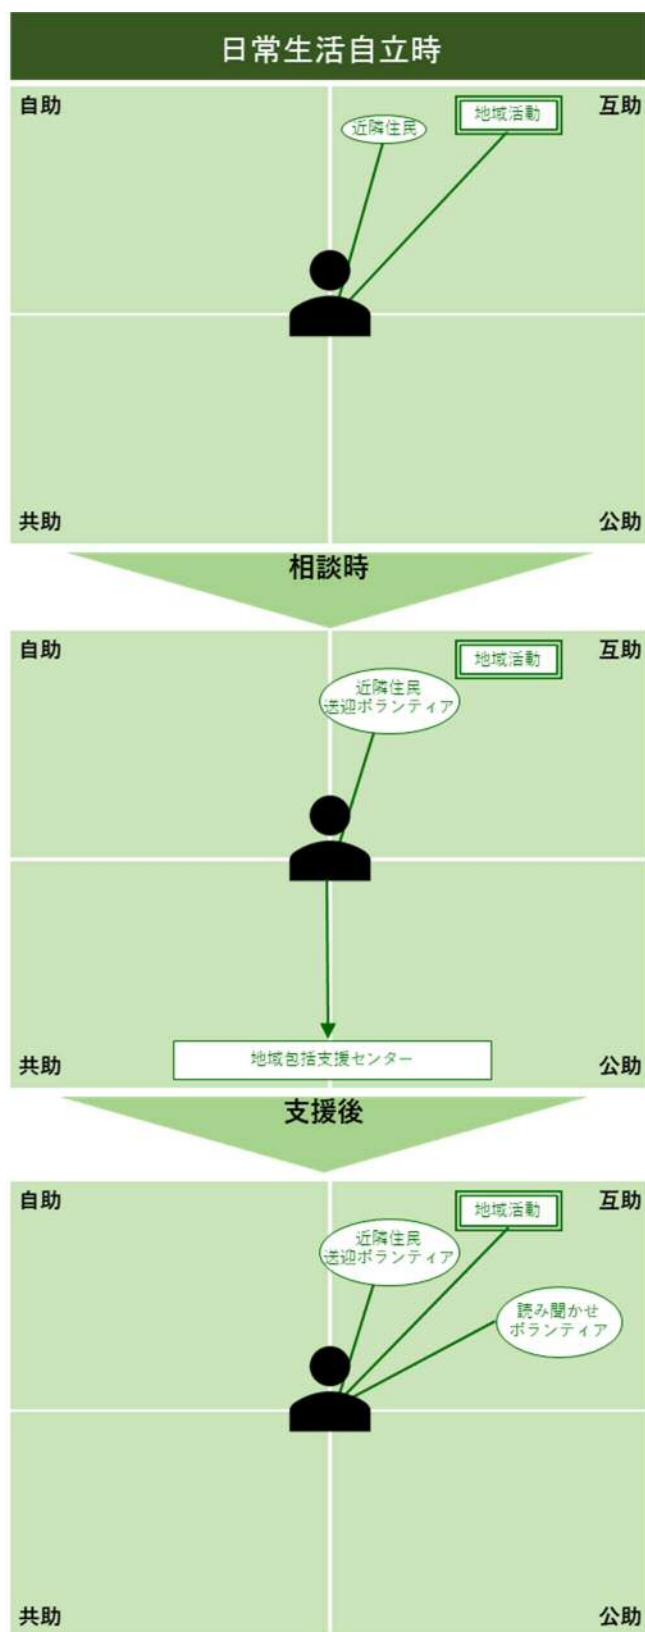 日常生活自立時
自助
近隣住民
地域活動
互助
共助
公助
相談時
自助
地域活動
互助
近隣住民
送迎ボランティア
地域包括支援センター
共助
公助
支援後
自助
地域活動
互助
近隣住民
送迎ボランティア
読み聞かせ
ボランティア
共助
公助